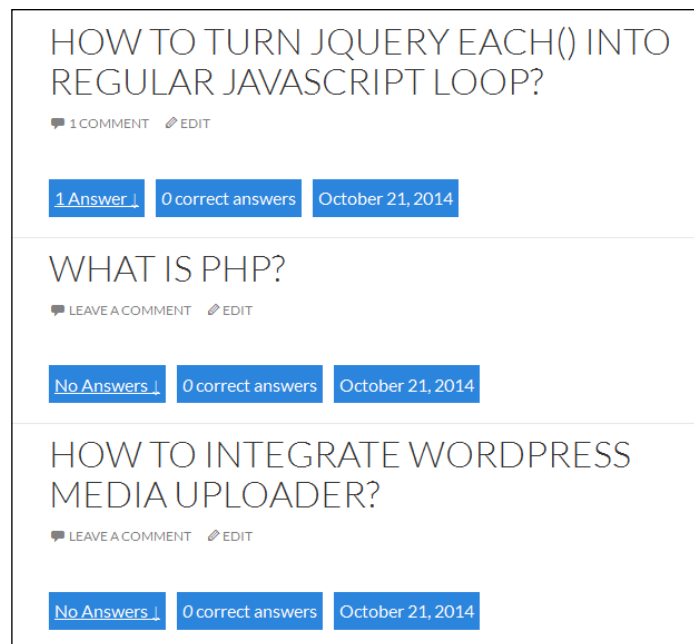 HOW TO TURN JQUERY EACH() INTO
REGULAR JAVASCRIPT LOOP?
1 COMMENT EDIT
1 Answer ↓ 0 correct answers October 21, 2014
WHAT IS PHP?
LEAVE A COMMENT EDIT
No Answers ↓ 0 correct answers October 21, 2014
HOW TO INTEGRATE WORDPRESS
MEDIA UPLOADER?
LEAVE A COMMENT EDIT
No Answers ↓ 0 correct answers October 21, 2014